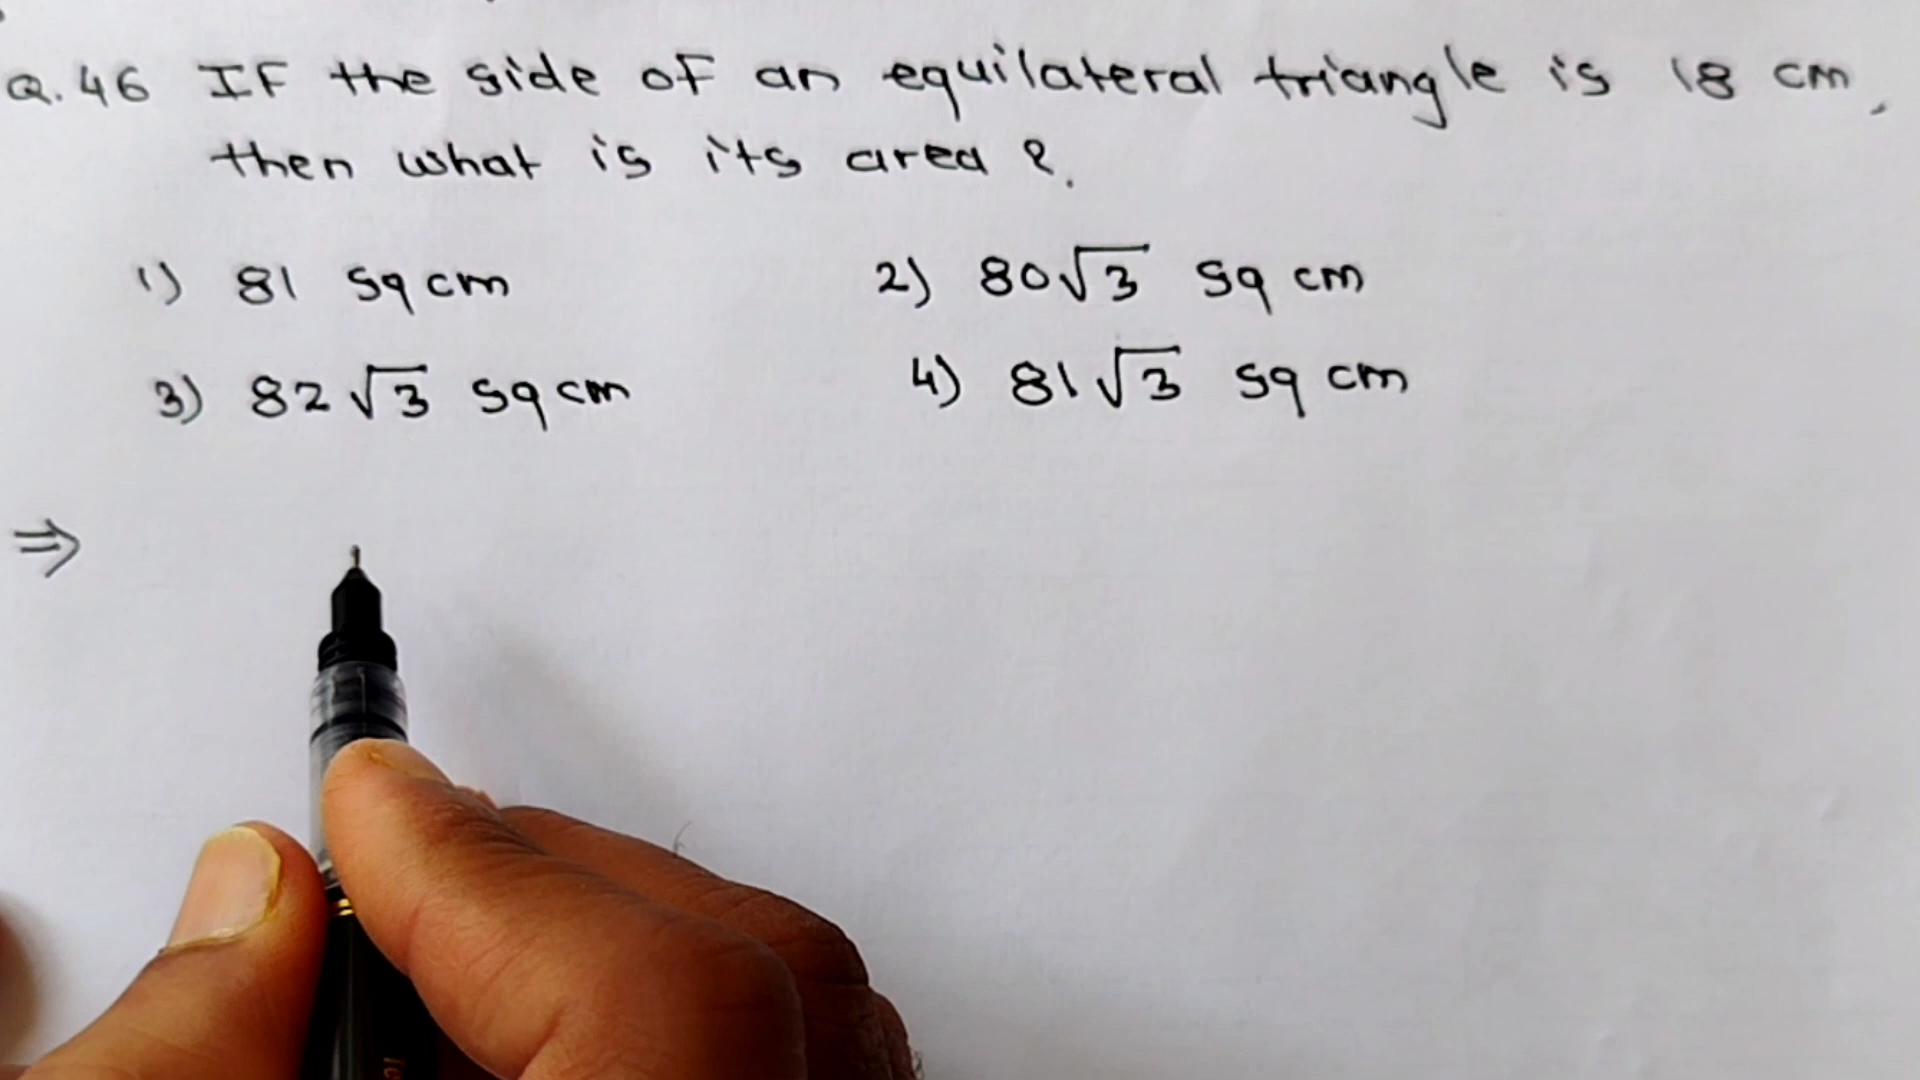 Q. 46 IF the side of an equilateral triangle is 18 cm,
then what is its area ?
1) 81 sq cm
2) 80√3 sq cm
3) 82√3 sq cm
4) 81√3 sq cm
⇒